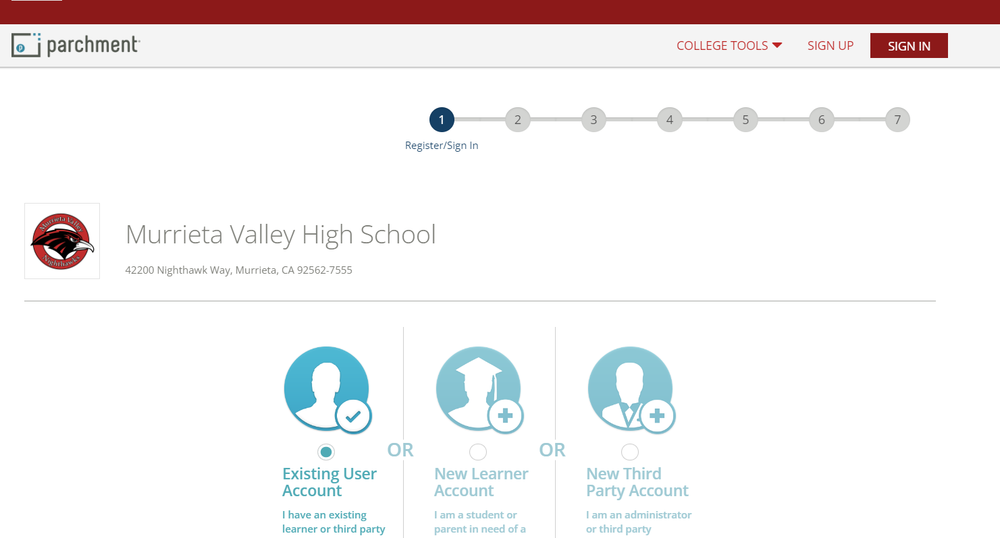 parchment
COLLEGE TOOLS
SIGN UP
SIGN IN
1
2
3
4
5
6
7
Register/Sign In
Murrieta Valley
Nighthawks
Murrieta Valley High School
42200 Nighthawk Way, Murrieta, CA 92562-7555
OR
OR
Existing User
Account
I have an existing
learner or third party
New Learner
Account
I am a student or
parent in need of a
New Third
Party Account
I am an administrator
or third party